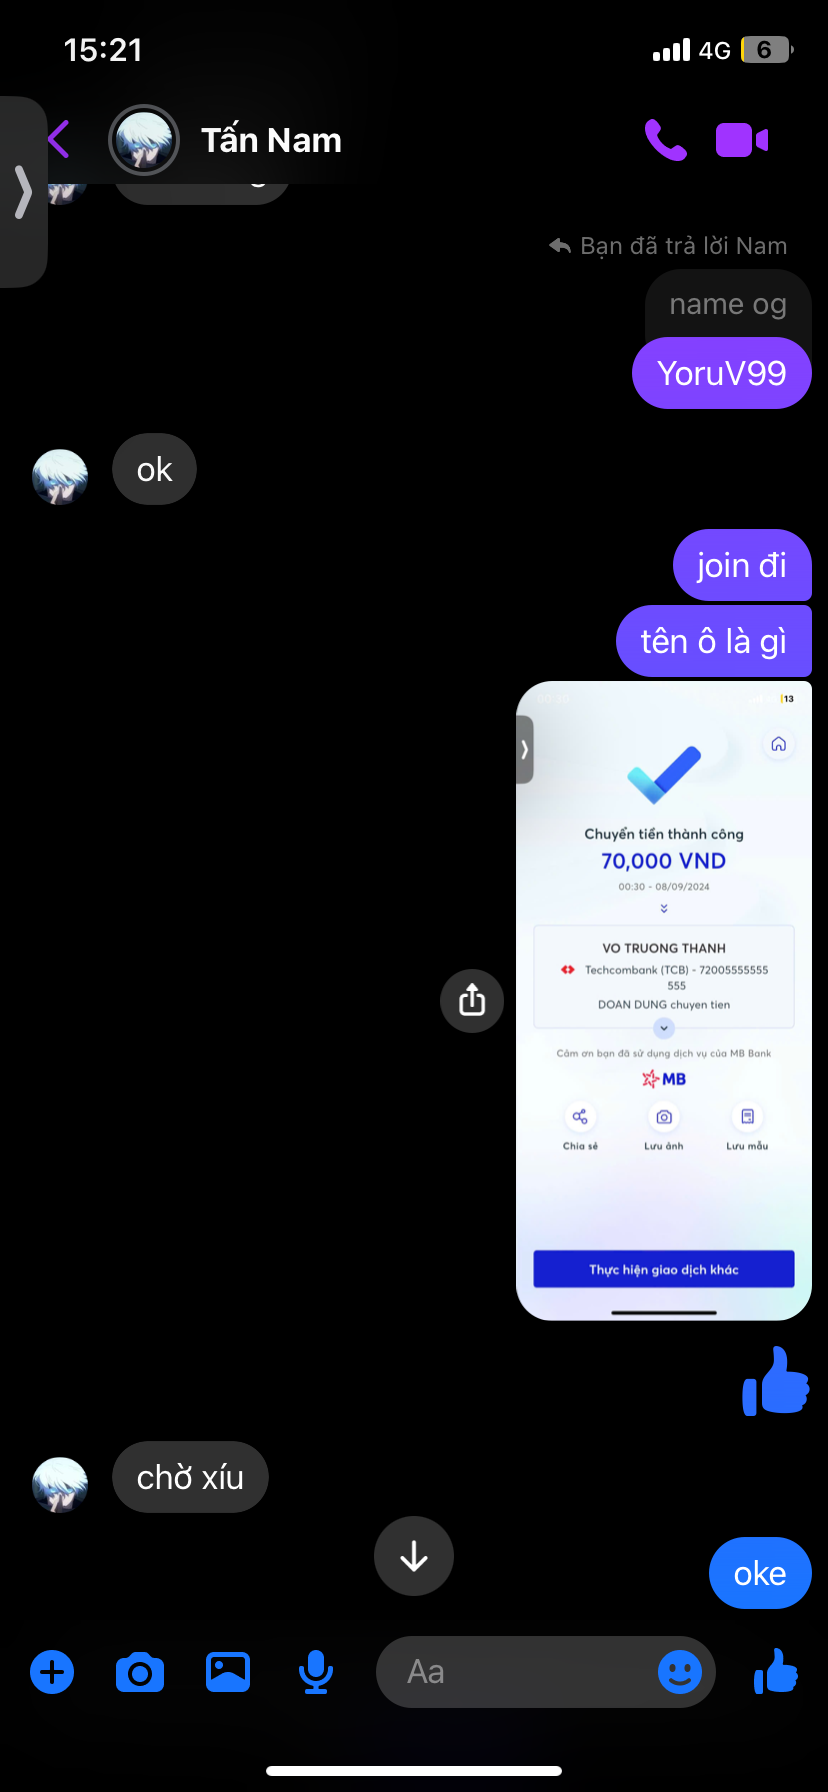 15:21
4G
6
Tấn Nam
Bạn đã trả lời Nam
name og
YoruV99
ok
join đi
tên ô là gì
13
Chuyển tiền thành công
70,000 VND
00:30 - 08/09/2024
VO TRUONG THANH
Techcombank (TCB) - 72005555555
555
DOAN DUNG chuyen tien
Cảm ơn bạn đã sử dụng dịch vụ của MB Bank
MB
Chia sẻ
Lưu ảnh
Lưu mẫu
Thực hiện giao dịch khác
chờ xíu
oke
Aa